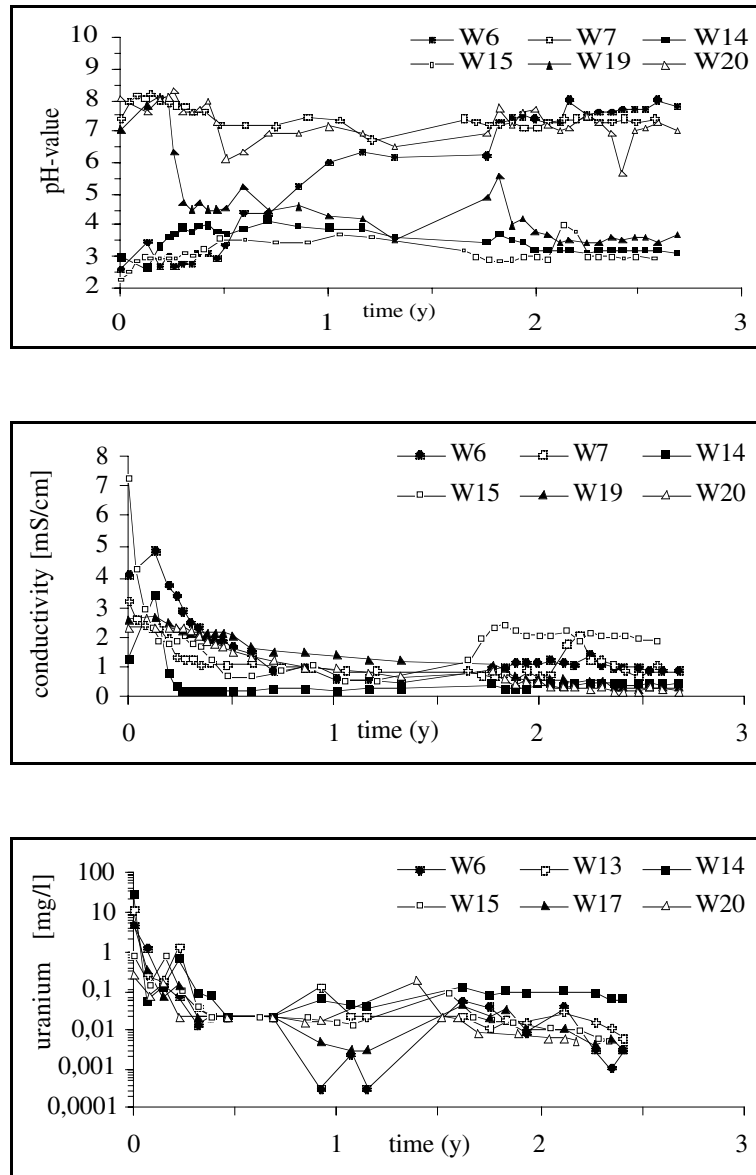 W6 W7 W14
W15 W19 W20
pH-value
10
9
8
7
6
5
4
3
2
0 1 2 3
time (y)
W6 W7 W14
W15 W19 W20
conductivity [mS/cm]
8
7
6
5
4
3
2
1
0
0 1 2 3
time (y)
W6 W13 W14
W15 W17 W20
uranium [mg/l]
100
10
1
0,1
0,01
0,001
0,0001
0 1 2 3
time (y)